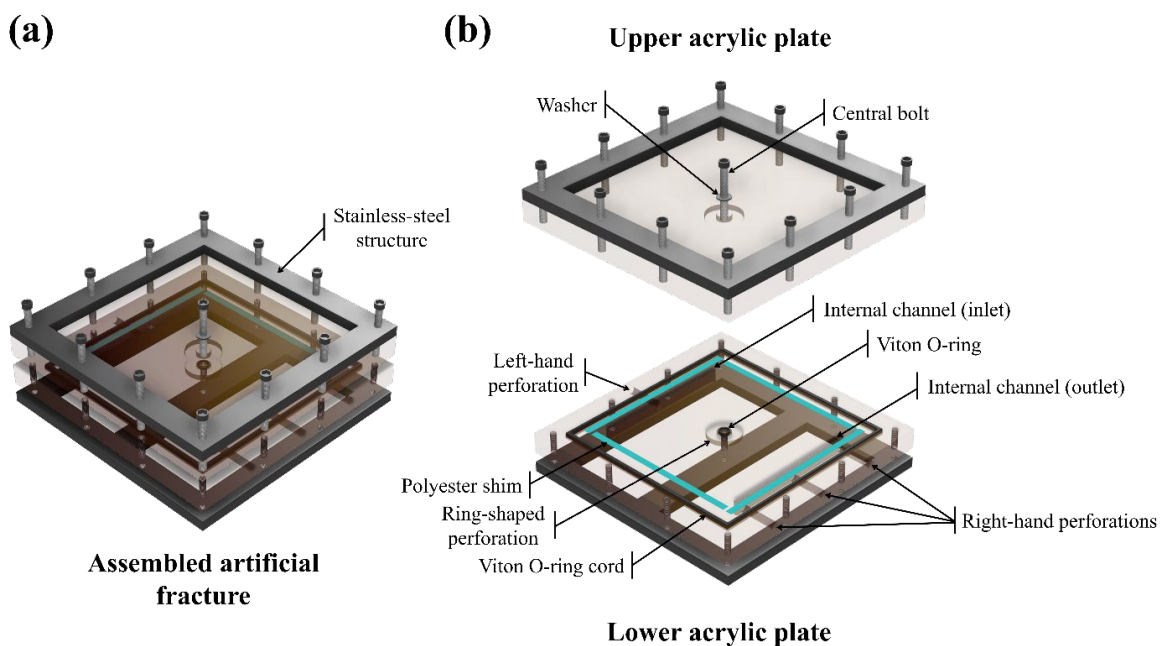 (a)
Stainless-steel
structure
Assembled artificial
fracture
(b)
Upper acrylic plate
Washer
Central bolt
Internal channel (inlet)
Viton O-ring
Left-hand
perforation
Internal channel (outlet)
Polyester shim
Ring-shaped
perforation
Right-hand perforations
Viton O-ring cord
Lower acrylic plate